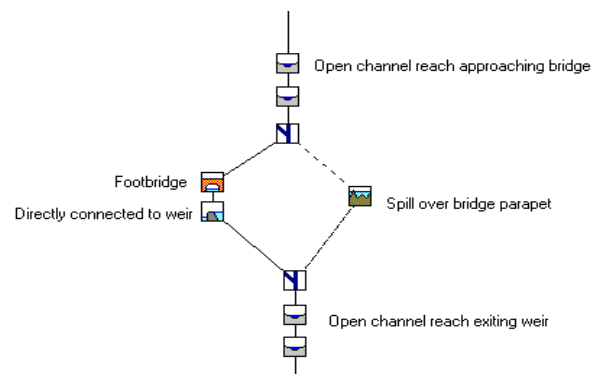 Open channel reach approaching bridge
Footbridge
Directly connected to weir
Spill over bridge parapet
Open channel reach exiting weir